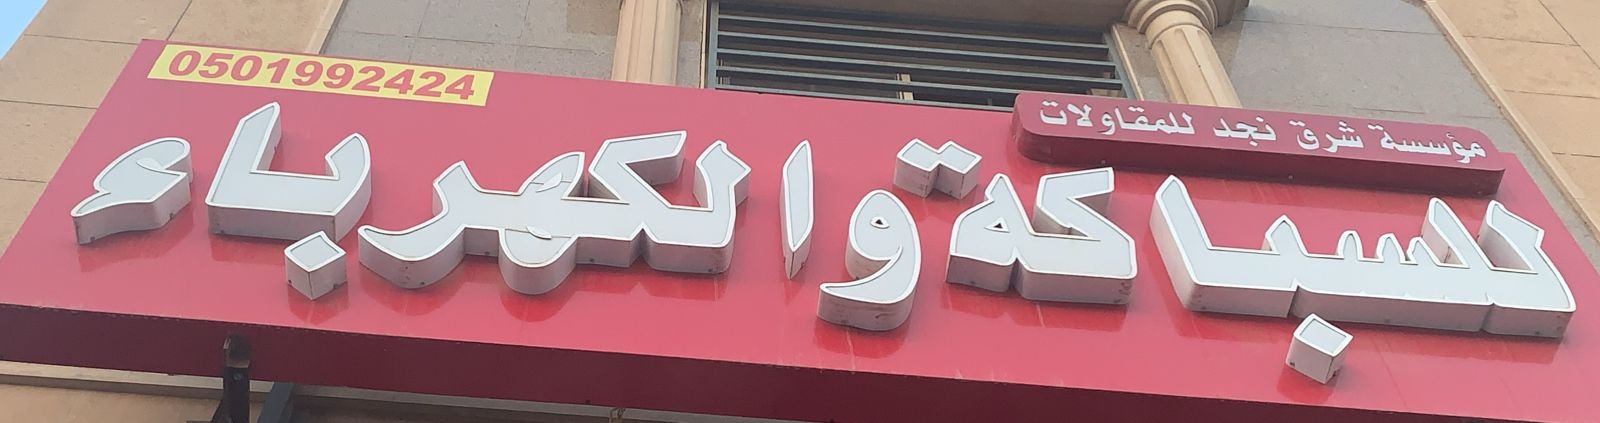 مؤسسة شرق نجد للمقاولات
للسباكة والكهرباء
0501992424